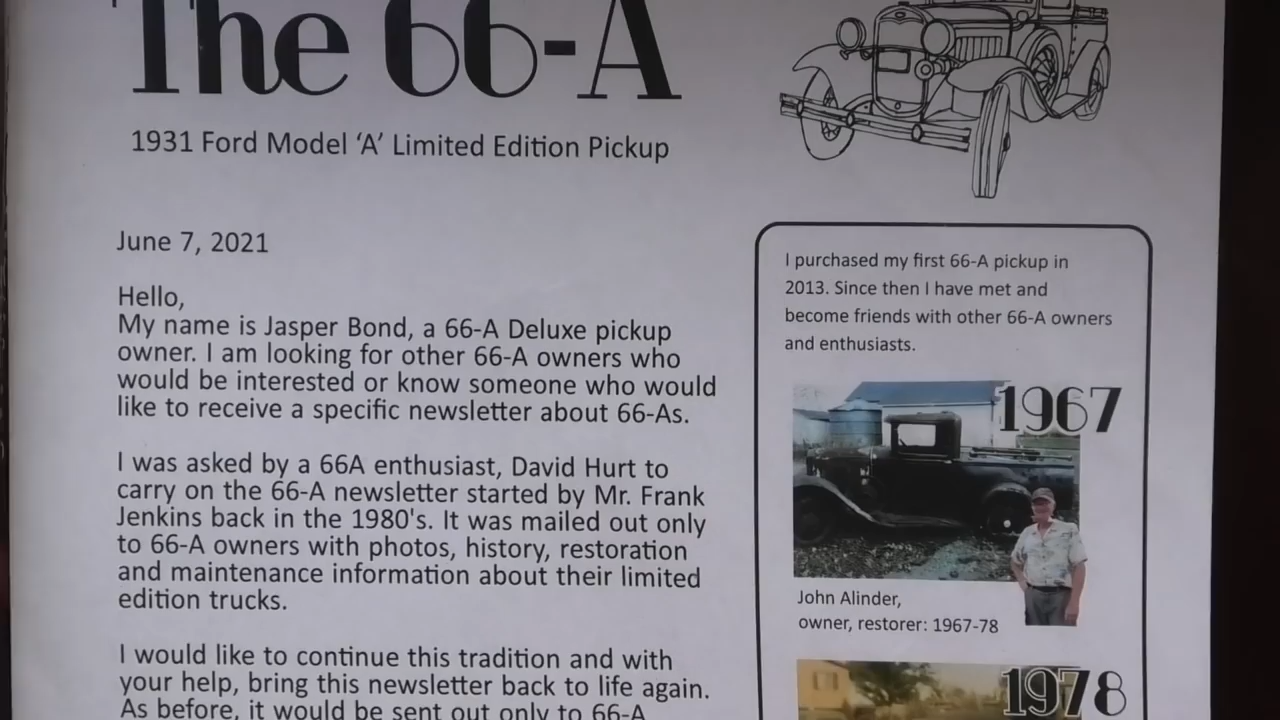 The 66-A
1931 Ford Model ‘A’ Limited Edition Pickup
June 7, 2021
Hello,
My name is Jasper Bond, a 66-A Deluxe pickup
owner. I am looking for other 66-A owners who
would be interested or know someone who would
like to receive a specific newsletter about 66-As.
I was asked by a 66A enthusiast, David Hurt to
carry on the 66-A newsletter started by Mr. Frank
Jenkins back in the 1980's. It was mailed out only
to 66-A owners with photos, history, restoration
and maintenance information about their limited
edition trucks.
I would like to continue this tradition and with
your help, bring this newsletter back to life again.
As before, it would be sent out only to 66-A
I purchased my first 66-A pickup in
2013. Since then I have met and
become friends with other 66-A owners
and enthusiasts.
1967
John Alinder,
owner, restorer: 1967-78
1978